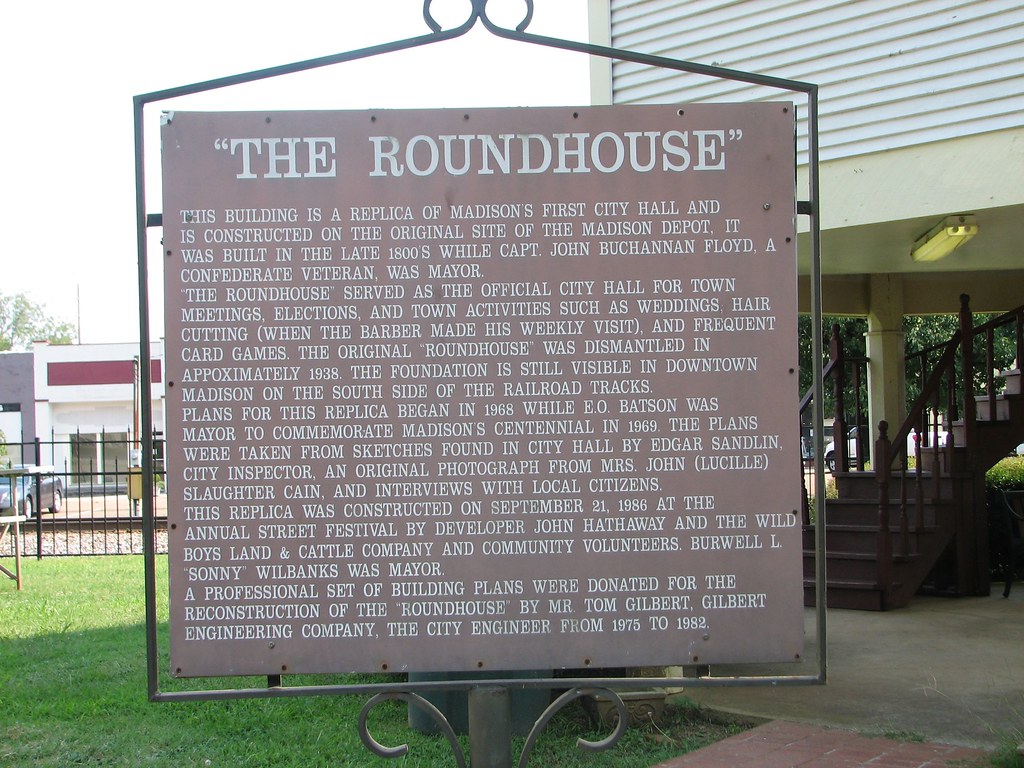 “THE ROUNDHOUSE”
THIS BUILDING IS A REPLICA OF MADISON'S FIRST CITY HALL AND
IS CONSTRUCTED ON THE ORIGINAL SITE OF THE MADISON DEPOT, IT
WAS BUILT IN THE LATE 1800'S WHILE CAPT. JOHN BUCHANNAN FLOYD, A
CONFEDERATE VETERAN, WAS MAYOR.
“THE ROUNDHOUSE” SERVED AS THE OFFICIAL CITY HALL FOR TOWN
MEETINGS, ELECTIONS, AND TOWN ACTIVITIES SUCH AS WEDDINGS, HAIR
CUTTING (WHEN THE BARBER MADE HIS WEEKLY VISIT), AND FREQUENT
CARD GAMES. THE ORIGINAL “ROUNDHOUSE” WAS DISMANTLED IN
APPOXIMATELY 1938. THE FOUNDATION IS STILL VISIBLE IN DOWNTOWN
MADISON ON THE SOUTH SIDE OF THE RAILROAD TRACKS.
PLANS FOR THIS REPLICA BEGAN IN 1968 WHILE E.O. BATSON WAS
MAYOR TO COMMEMORATE MADISON'S CENTENNIAL IN 1969. THE PLANS
WERE TAKEN FROM SKETCHES FOUND IN CITY HALL BY EDGAR SANDLIN,
CITY INSPECTOR, AN ORIGINAL PHOTOGRAPH FROM MRS. JOHN (LUCILLE)
SLAUGHTER CAIN, AND INTERVIEWS WITH LOCAL CITIZENS.
THIS REPLICA WAS CONSTRUCTED ON SEPTEMBER 21, 1986 AT THE
ANNUAL STREET FESTIVAL BY DEVELOPER JOHN HATHAWAY AND THE WILD
BOYS LAND & CATTLE COMPANY AND COMMUNITY VOLUNTEERS. BURWELL L.
“SONNY” WILBANKS WAS MAYOR.
A PROFESSIONAL SET OF BUILDING PLANS WERE DONATED FOR THE
RECONSTRUCTION OF THE “ROUNDHOUSE” BY MR. TOM GILBERT, GILBERT
ENGINEERING COMPANY, THE CITY ENGINEER FROM 1975 TO 1982.